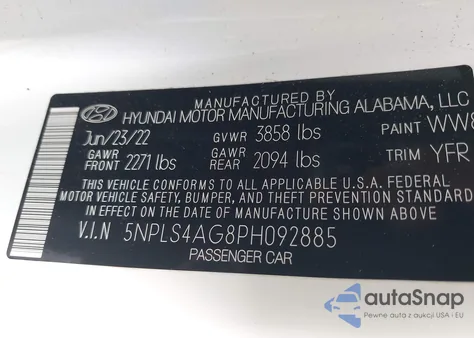 MANUFACTURED BY
HYUNDAI MOTOR MANUFACTURING ALABAMA, LLC
Jun/23/22 GVWR 3858 lbs PAINT WW8
GAWR FRONT 2271 lbs GAWR REAR 2094 lbs TRIM YFR
THIS VEHICLE CONFORMS TO ALL APPLICABLE U.S.A. FEDERAL
MOTOR VEHICLE SAFETY, BUMPER, AND THEFT PREVENTION STANDARD
IN EFFECT ON THE DATE OF MANUFACTURE SHOWN ABOVE
V.I.N 5NPLS4AG8PH092885
PASSENGER CAR
autoSnap
Pewne auta z aukcji USA - EU